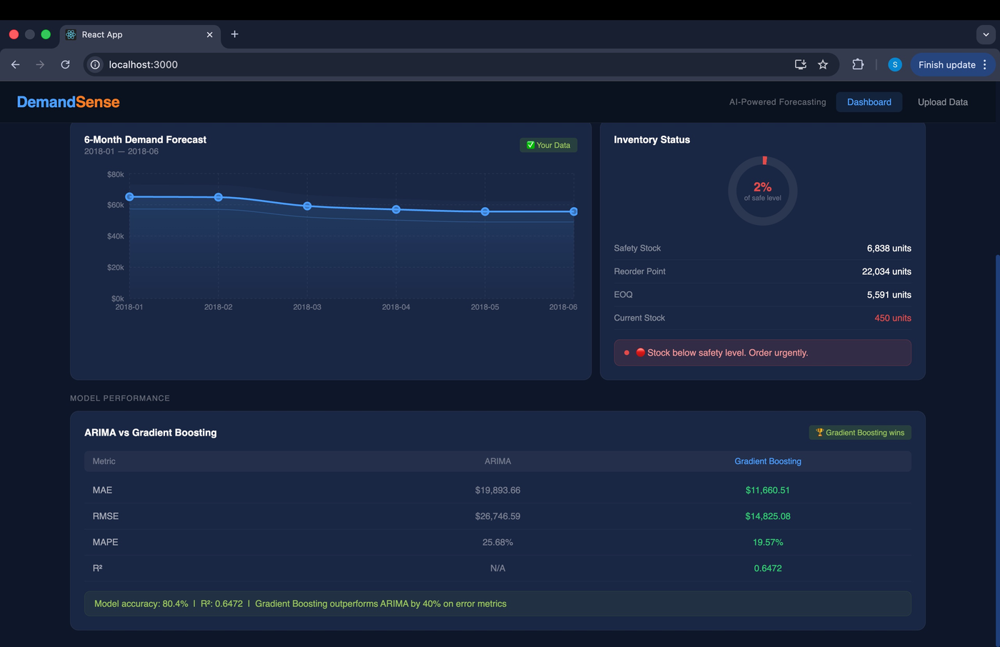 React App
localhost:3000
S
Finish update
DemandSense
AI-Powered Forecasting
Dashboard
Upload Data
6-Month Demand Forecast
2018-01 — 2018-06
✅ Your Data
$80k
$60k
$40k
$20k
$0k
2018-01 2018-02 2018-03 2018-04 2018-05 2018-06
Inventory Status
2%
of safe level
Safety Stock 6,838 units
Reorder Point 22,034 units
EOQ 5,591 units
Current Stock 450 units
🔴 Stock below safety level. Order urgently.
MODEL PERFORMANCE
ARIMA vs Gradient Boosting
🏆 Gradient Boosting wins
Metric ARIMA Gradient Boosting
MAE $19,893.66 $11,660.51
RMSE $26,746.59 $14,825.08
MAPE 25.68% 19.57%
R² N/A 0.6472
Model accuracy: 80.4% | R²: 0.6472 | Gradient Boosting outperforms ARIMA by 40% on error metrics